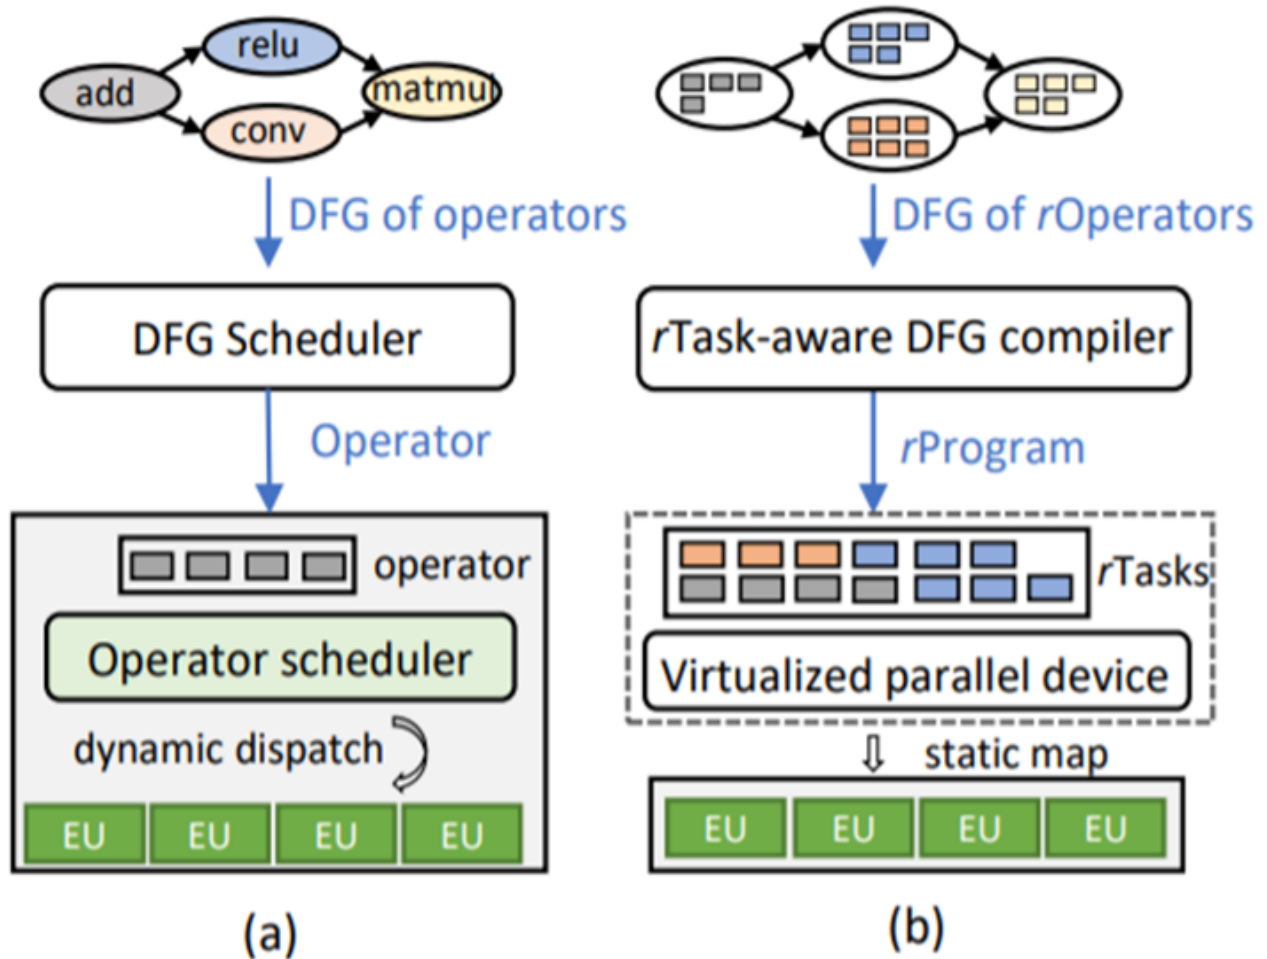 add
relu
conv
matmul
DFG of operators
DFG Scheduler
Operator
operator
Operator scheduler
dynamic dispatch
EU EU EU EU
(a)
DFG of rOperators
rTask-aware DFG compiler
rProgram
rTasks
Virtualized parallel device
static map
EU EU EU EU
(b)